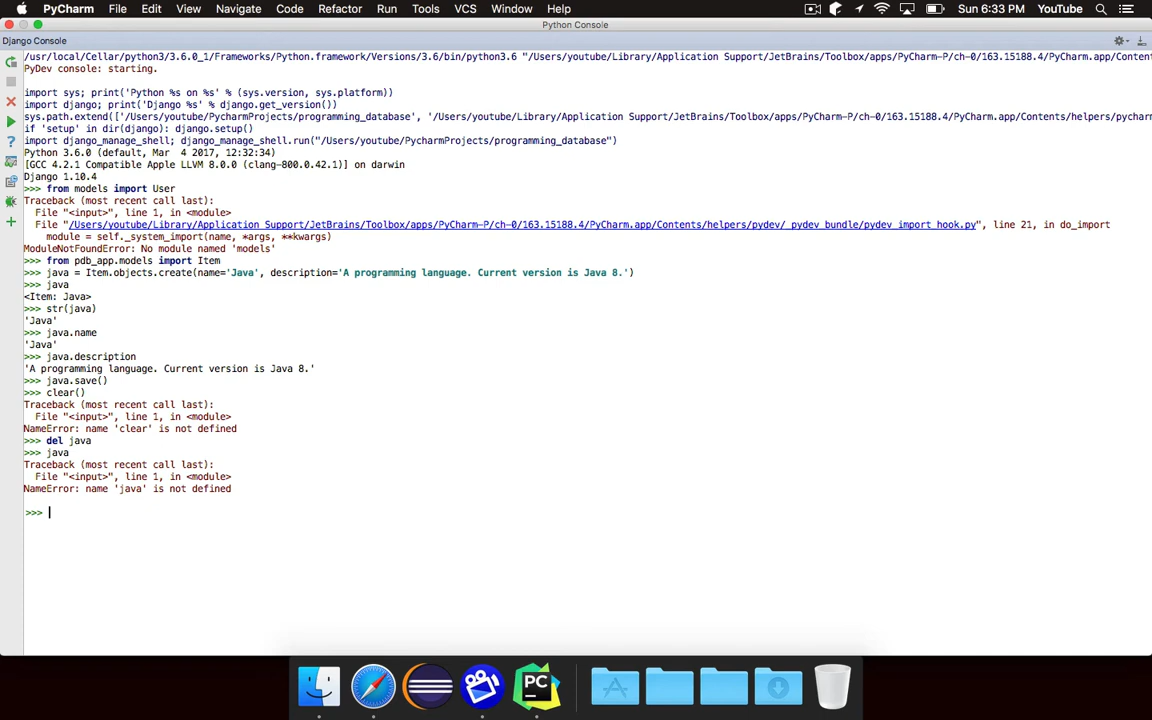 PyCharm File Edit View Navigate Code Refactor Tools VCS Window Help Sun 6:33 PM YouTube
Python Console
Django Console
/usr/local/Cellar/python3/3.6.0_1/Frameworks/Python.framework/Versions/3.6/bin/python3.6 "/Users/youtube/Library/Application Support/JetBrains/Toolbox/apps/PyCharm-P/ch-0/163.15188.4/PyCharm.app/Conten
PyDev console: starting.
import sys; print('Python %s on %s' % (sys.version, sys.platform))
import django; print('Django %s' % django.get_version())
sys.path.extend(['/Users/youtube/PycharmProjects/programming_database', '/Users/youtube/Library/Application Support/JetBrains/Toolbox/apps/PyCharm-P/ch-0/163.15188.4/PyCharm.app/Contents/helpers/pychar
if 'setup' in dir(django): django.setup()
import django_manage_shell; django_manage_shell.run("/Users/youtube/PycharmProjects/programming_database")
Python 3.6.0 (default, Mar  4 2017, 12:32:34)
[GCC 4.2.1 Compatible Apple LLVM 8.0.0 (clang-800.0.42.1)] on darwin
Django 1.10.4
>>> from models import User
Traceback (most recent call last):
  File "<input>", line 1, in <module>
  File "/Users/youtube/Library/Application Support/JetBrains/Toolbox/apps/PyCharm-P/ch-0/163.15188.4/PyCharm.app/Contents/helpers/pydev/_pydev_bundle/pydev_import_hook.py", line 21, in do_import
    module = self._system_import(name, *args, **kwargs)
ModuleNotFoundError: No module named 'models'
>>> from pdb_app.models import Item
>>> java = Item.objects.create(name='Java', description='A programming language. Current version is Java 8.')
>>> java
<Item: Java>
>>> str(java)
'Java'
>>> java.name
'Java'
>>> java.description
'A programming language. Current version is Java 8.'
>>> java.save()
>>> clear()
Traceback (most recent call last):
  File "<input>", line 1, in <module>
NameError: name 'clear' is not defined
>>> del java
>>> java
Traceback (most recent call last):
  File "<input>", line 1, in <module>
NameError: name 'java' is not defined
>>>
PC